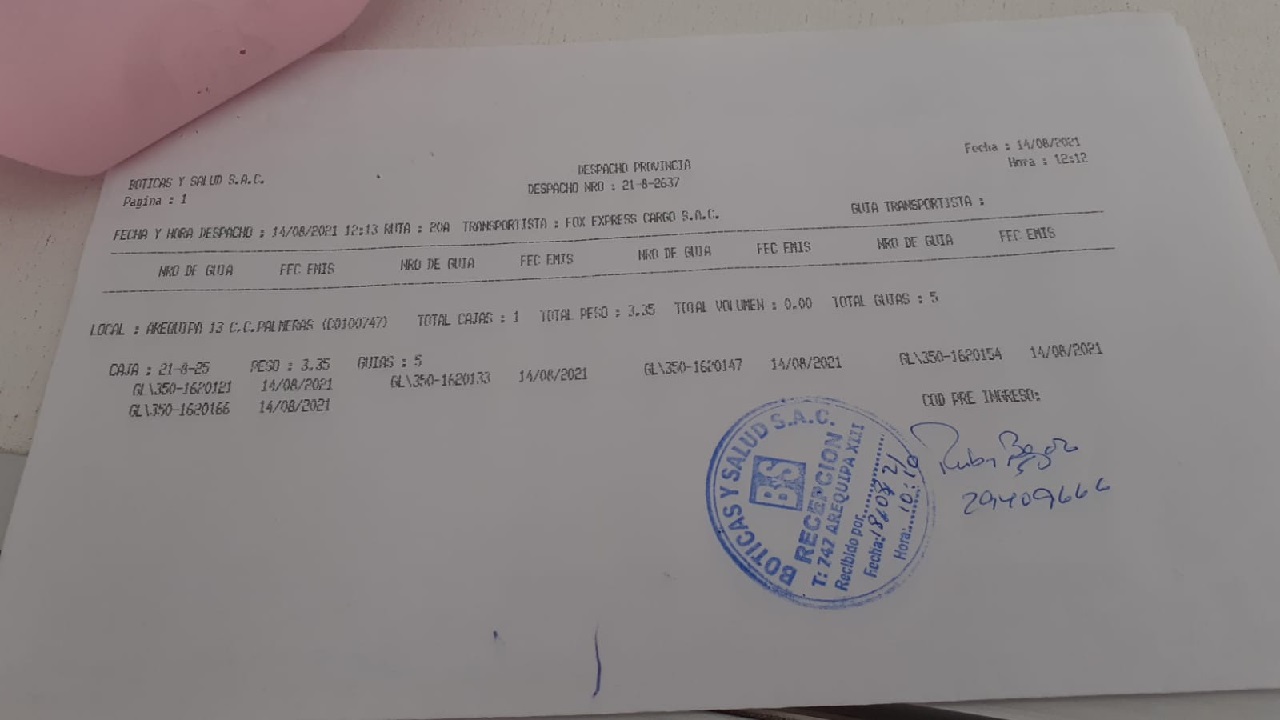 BOTICAS Y SALUD S.A.C.
Pagina : 1
DESPACHO PROVINCIA
DESPACHO NRO : 21-8-2637
Fecha : 14/08/2021
Hora : 12:12
FECHA Y HORA DESPACHO : 14/08/2021 12:13 RUTA : 20A TRANSPORTISTA : FOX EXPRESS CARGO S.A.C. GUIA TRANSPORTISTA :
NRO DE GUIA FEC EMIS NRO DE GUIA FEC EMIS NRO DE GUIA FEC EMIS NRO DE GUIA FEC EMIS
LOCAL : AREQUIPA 13 C.C.PALMERAS (C0100747) TOTAL CAJAS : 1 TOTAL PESO : 3.35 TOTAL VOLUMEN : 0.00 TOTAL GUIAS : 5
CAJA : 21-8-25 PESO : 3.35 GUIAS : 5
GL\350-1620121 14/08/2021 GL\350-1620133 14/08/2021 GL\350-1620147 14/08/2021 GL\350-1620154 14/08/2021
GL\350-1620166 14/08/2021
COD PRE INGRESO:
BOTICAS Y SALUD S.A.C.
BS
RECEPCION
T: 747 AREQUIPA XIII
Recibido por:
Fecha: 180821
Hora: 10:10
29409666